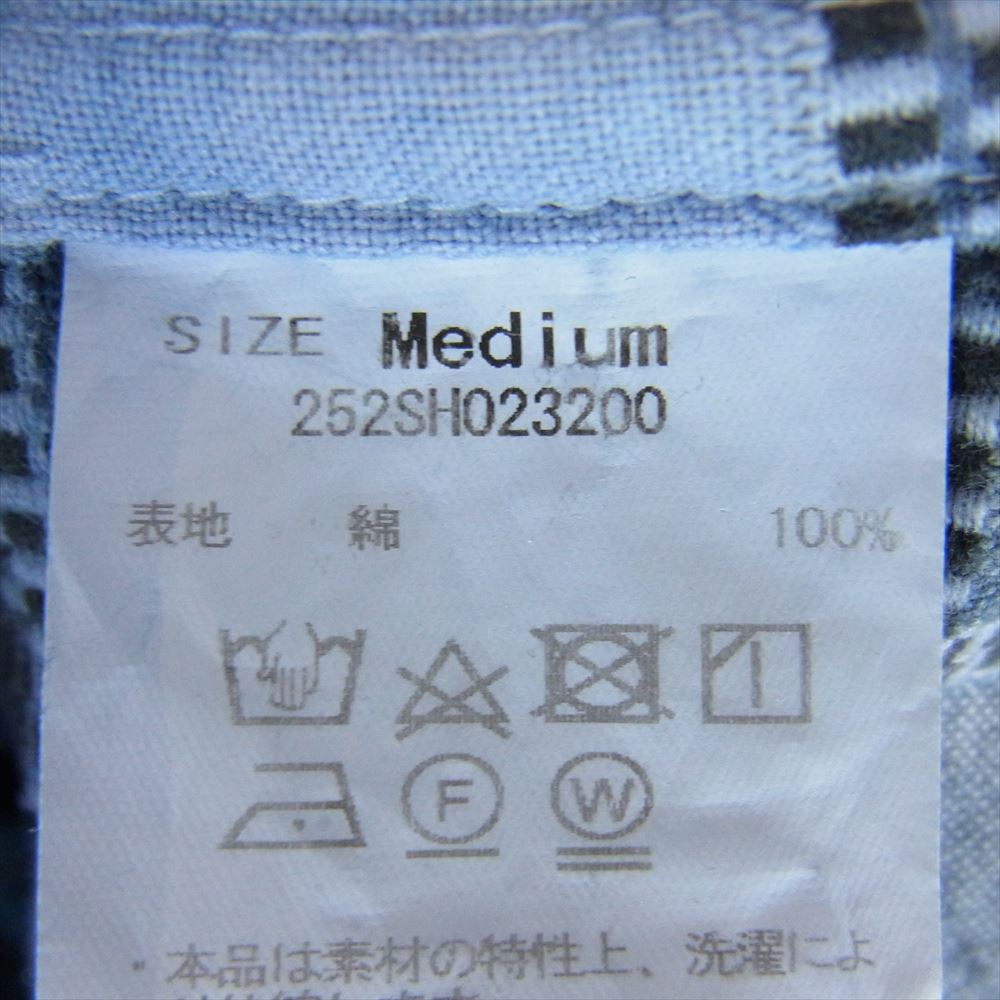 SIZE Medium
252SH023200
表地 綿 100%
F W
・本品は素材の特性上、洗濯によ